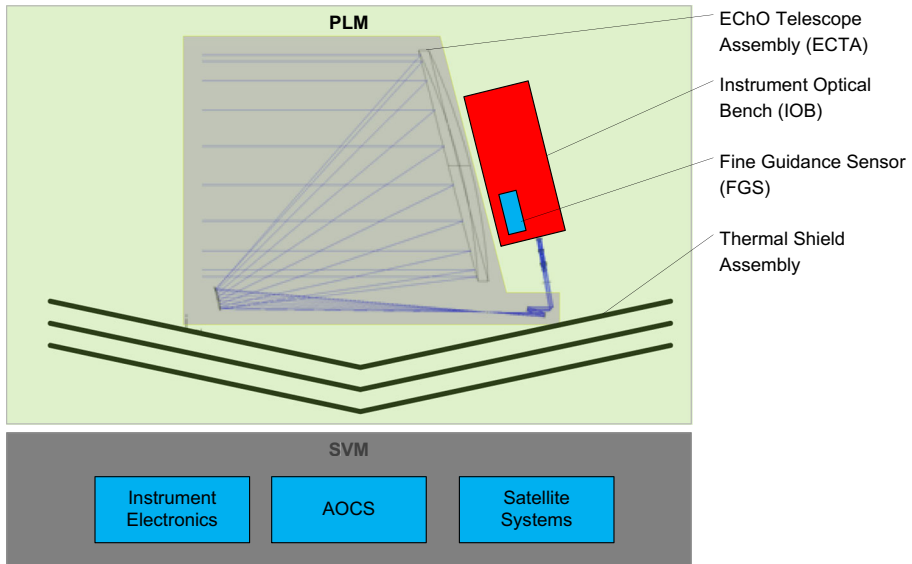 PLM
EChO Telescope
Assembly (ECTA)
Instrument Optical
Bench (IOB)
Fine Guidance Sensor
(FGS)
Thermal Shield
Assembly
SVM
Instrument
Electronics
AOCS
Satellite
Systems